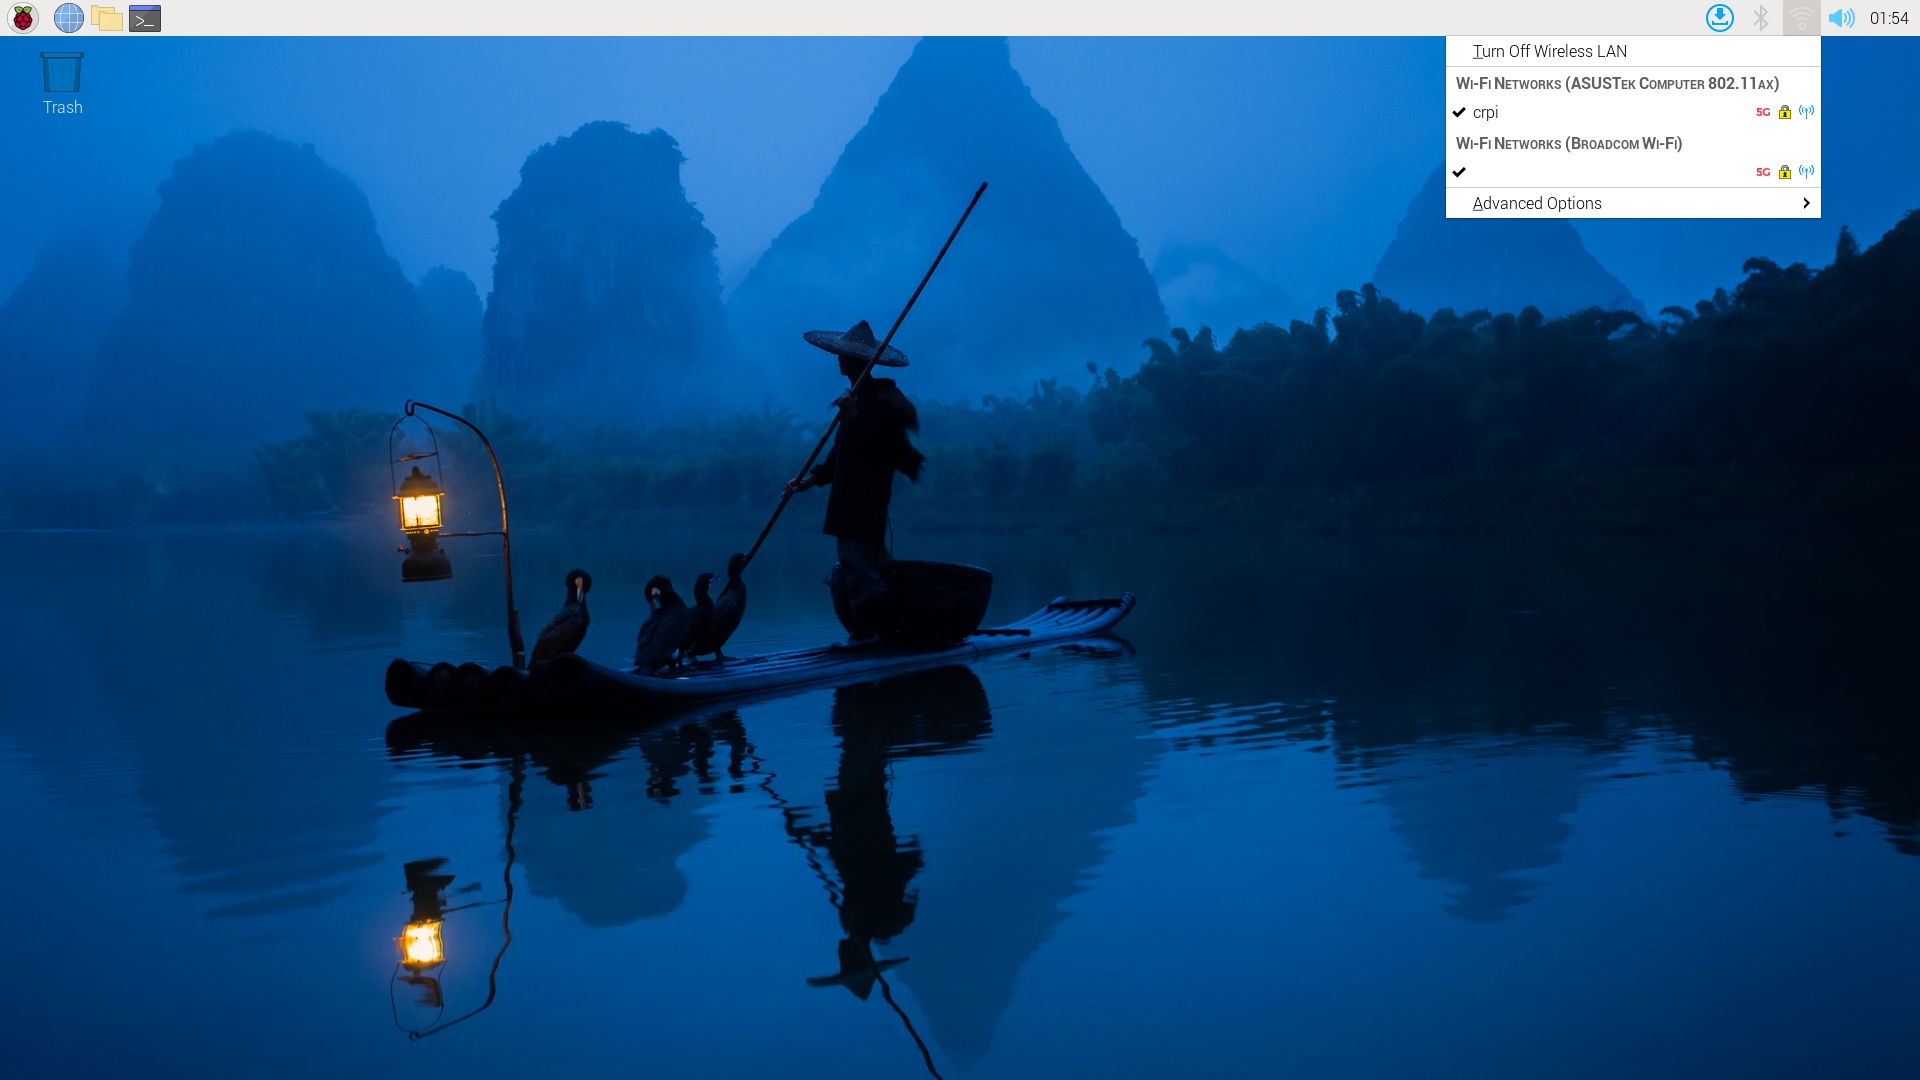 01:54
Trash
Turn Off Wireless LAN
Wi-Fi Networks (ASUSTek Computer 802.11ax)
crpi 5G
Wi-Fi Networks (Broadcom Wi-Fi)
5G
Advanced Options